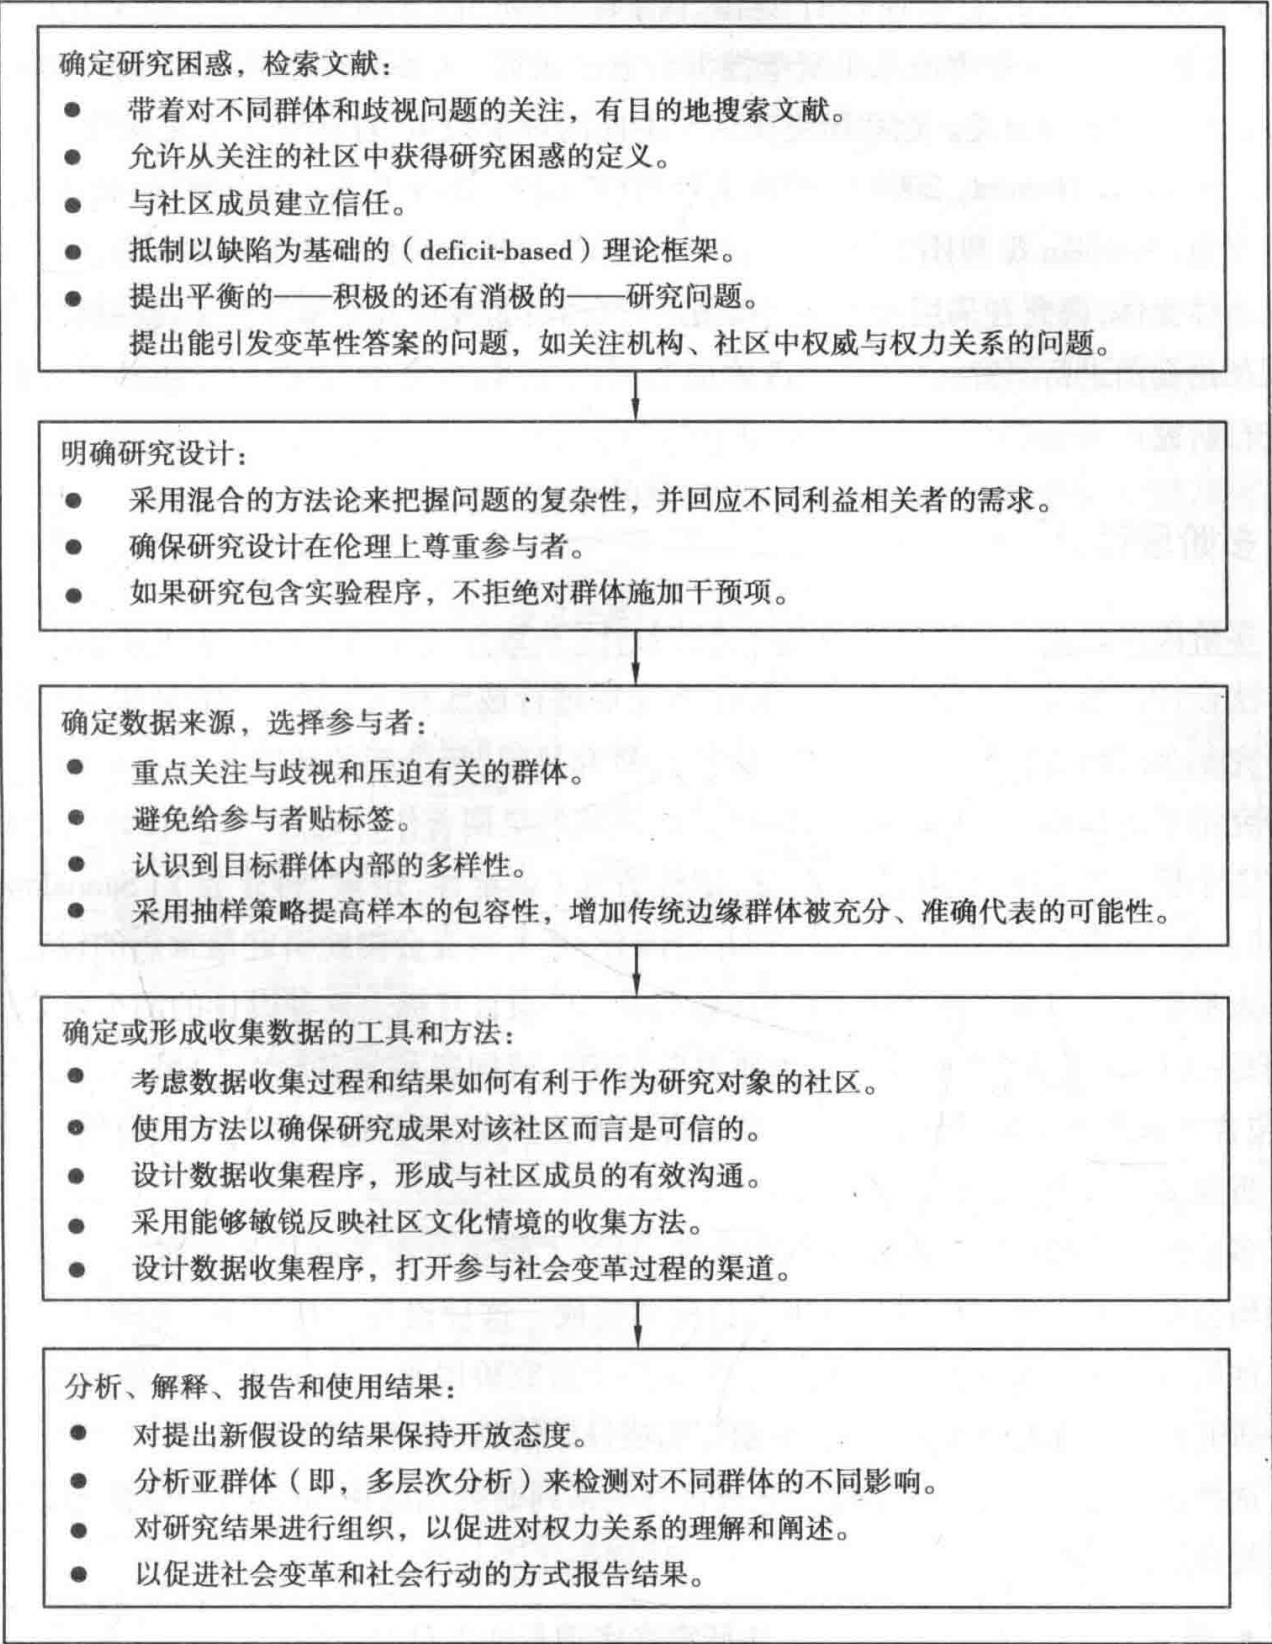 确定研究困惑，检索文献：
● 带着对不同群体和歧视问题的关注，有目的地搜索文献。
● 允许从关注的社区中获得研究困惑的定义。
● 与社区成员建立信任。
● 抵制以缺陷为基础的（deficit-based）理论框架。
● 提出平衡的——积极的还有消极的——研究问题。
提出能引发变革性答案的问题，如关注机构、社区中权威与权力关系的问题。
明确研究设计：
● 采用混合的方法论来把握问题的复杂性，并回应不同利益相关者的需求。
● 确保研究设计在伦理上尊重参与者。
● 如果研究包含实验程序，不拒绝对群体施加干预项。
确定数据来源，选择参与者：
● 重点关注与歧视和压迫有关的群体。
● 避免给参与者贴标签。
● 认识到目标群体内部的多样性。
● 采用抽样策略提高样本的包容性，增加传统边缘群体被充分、准确代表的可能性。
确定或形成收集数据的工具和方法：
● 考虑数据收集过程和结果如何有利于作为研究对象的社区。
● 使用方法以确保研究成果对该社区而言是可信的。
● 设计数据收集程序，形成与社区成员的有效沟通。
● 采用能够敏锐反映社区文化情境的收集方法。
● 设计数据收集程序，打开参与社会变革过程的渠道。
分析、解释、报告和使用结果：
● 对提出新假设的结果保持开放态度。
● 分析亚群体（即，多层次分析）来检测对不同群体的不同影响。
● 对研究结果进行组织，以促进对权力关系的理解和阐述。
● 以促进社会变革和社会行动的方式报告结果。